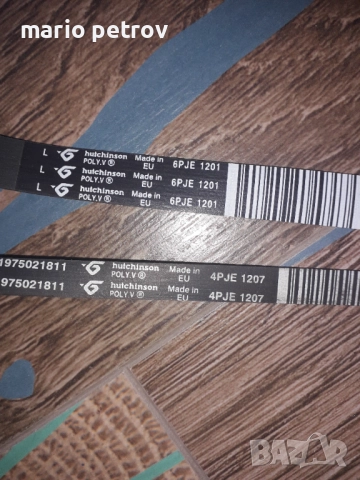 mario petrov
L hutchinson POLY.V ® Made in EU 6PJE 1201
L hutchinson POLY.V ® Made in EU 6PJE 1201
L hutchinson POLY.V ® Made in EU 6PJE 1201
1975021811 hutchinson POLY.V ® Made in EU 4PJE 1207
975021811 hutchinson POLY.V ® Made in EU 4PJE 1207
BAZAR